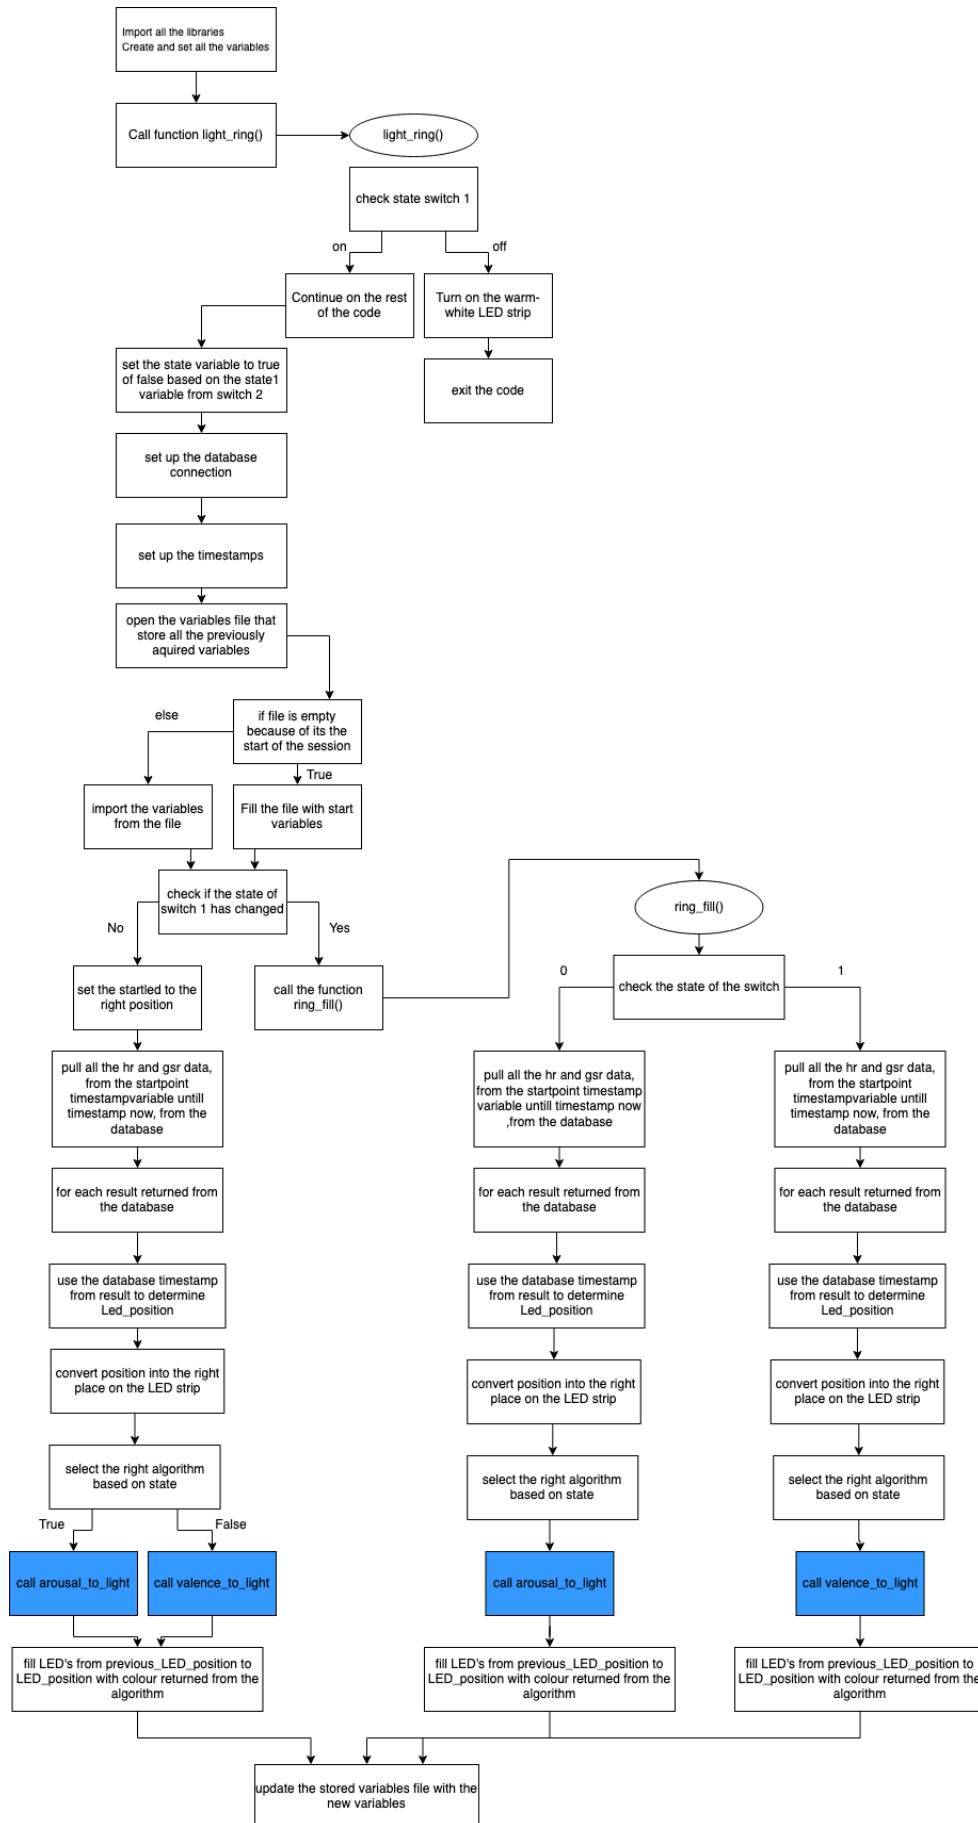 Import all the libraries
Create and set all the variables
Call function light_ring()
light_ring()
check state switch 1
on
off
Continue on the rest
of the code
Turn on the warm-
white LED strip
set the state variable to true
of false based on the state1
variable from switch 2
exit the code
set up the database
connection
set up the timestamps
open the variables file that
store all the previously
aquired variables
else
if file is empty
because of its the
start of the session
True
import the variables
from the file
Fill the file with start
variables
check if the state of
switch 1 has changed
No
Yes
ring_fill()
set the startled to the
right position
call the function
ring_fill()
0
check the state of the switch
1
pull all the hr and gsr data,
from the startpoint
timestampvariable untill
timestamp now, from the
database
for each result returned from
the database
use the database timestamp
from result to determine
Led_position
convert position into the right
place on the LED strip
select the right algorithm
based on state
True
False
call arousal_to_light
call valence_to_light
fill LED's from previous_LED_position to
LED_position with colour returned from the
algorithm
pull all the hr and gsr data,
from the startpoint timestamp
variable untill timestamp now
,from the database
for each result returned from
the database
use the database timestamp
from result to determine
Led_position
convert position into the right
place on the LED strip
select the right algorithm
based on state
call arousal_to_light
fill LED's from previous_LED_position to
LED_position with colour returned from the
algorithm
pull all the hr and gsr data,
from the startpoint
timestampvariable untill
timestamp now, from the
database
for each result returned from
the database
use the database timestamp
from result to determine
Led_position
convert position into the right
place on the LED strip
select the right algorithm
based on state
call valence_to_light
fill LED's from previous_LED_position to
LED_position with colour returned from the
algorithm
update the stored variables file with the
new variables